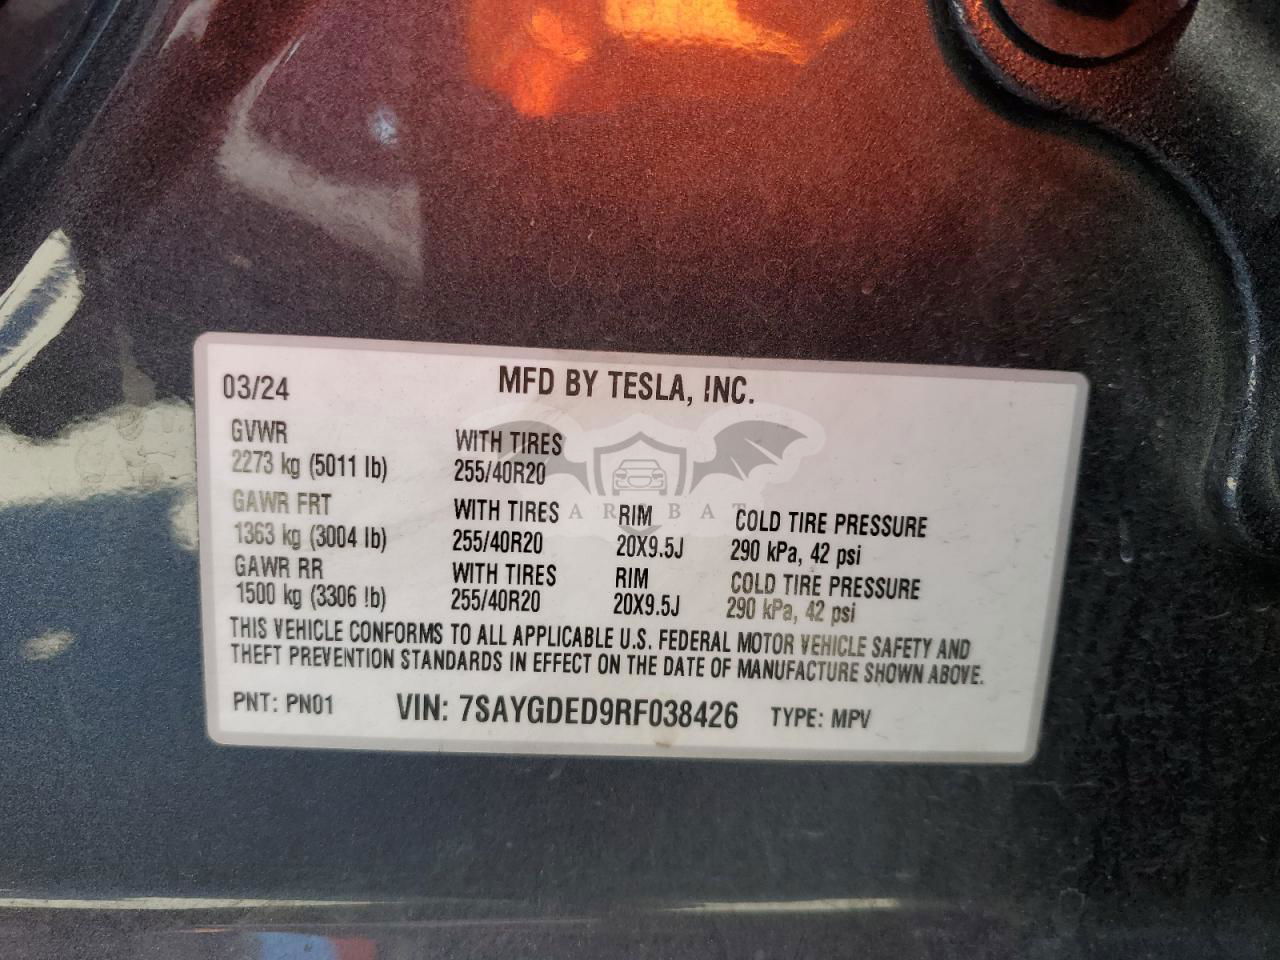 03/24 MFD BY TESLA, INC.
GVWR WITH TIRES
2273 kg (5011 lb) 255/40R20
GAWR FRT WITH TIRES RIM COLD TIRE PRESSURE
1363 kg (3004 lb) 255/40R20 20X9.5J 290 kPa, 42 psi
GAWR RR WITH TIRES RIM COLD TIRE PRESSURE
1500 kg (3306 lb) 255/40R20 20X9.5J 290 kPa, 42 psi
THIS VEHICLE CONFORMS TO ALL APPLICABLE U.S. FEDERAL MOTOR VEHICLE SAFETY AND
THEFT PREVENTION STANDARDS IN EFFECT ON THE DATE OF MANUFACTURE SHOWN ABOVE.
PNT: PN01 VIN: 7SAYGDED9RF038426 TYPE: MPV